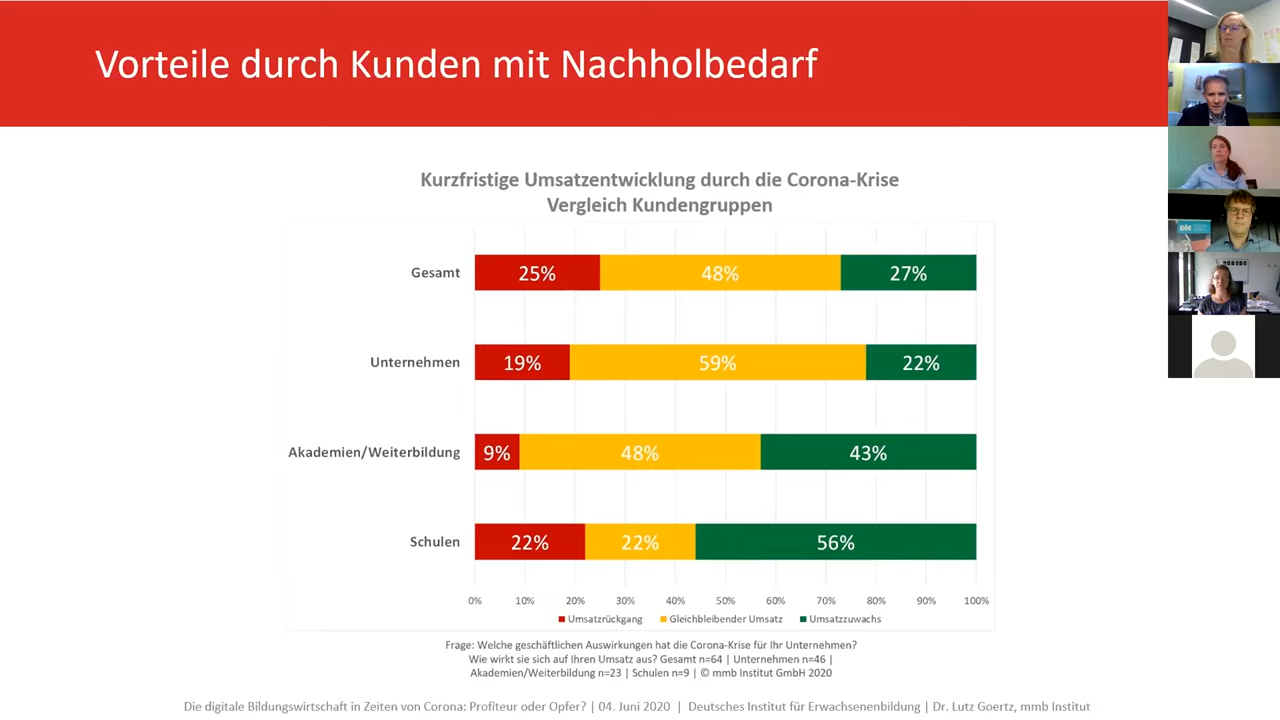 Vorteile durch Kunden mit Nachholbedarf
Kurzfristige Umsatzentwicklung durch die Corona-Krise
Vergleich Kundengruppen
Gesamt 25% 48% 27%
Unternehmen 19% 59% 22%
Akademien/Weiterbildung 9% 48% 43%
Schulen 22% 22% 56%
0% 10% 20% 30% 40% 50% 60% 70% 80% 90% 100%
Umsatzrückgang Gleichbleibender Umsatz Umsatzzuwachs
Frage: Welche geschäftlichen Auswirkungen hat die Corona-Krise für Ihr Unternehmen?
Wie wirkt sie sich auf Ihren Umsatz aus? Gesamt n=64 | Unternehmen n=46 |
Akademien/Weiterbildung n=23 | Schulen n=9 | © mmb Institut GmbH 2020
Die digitale Bildungswirtschaft in Zeiten von Corona: Profiteur oder Opfer? | 04. Juni 2020 | Deutsches Institut für Erwachsenenbildung | Dr. Lutz Goertz, mmb Institut
die